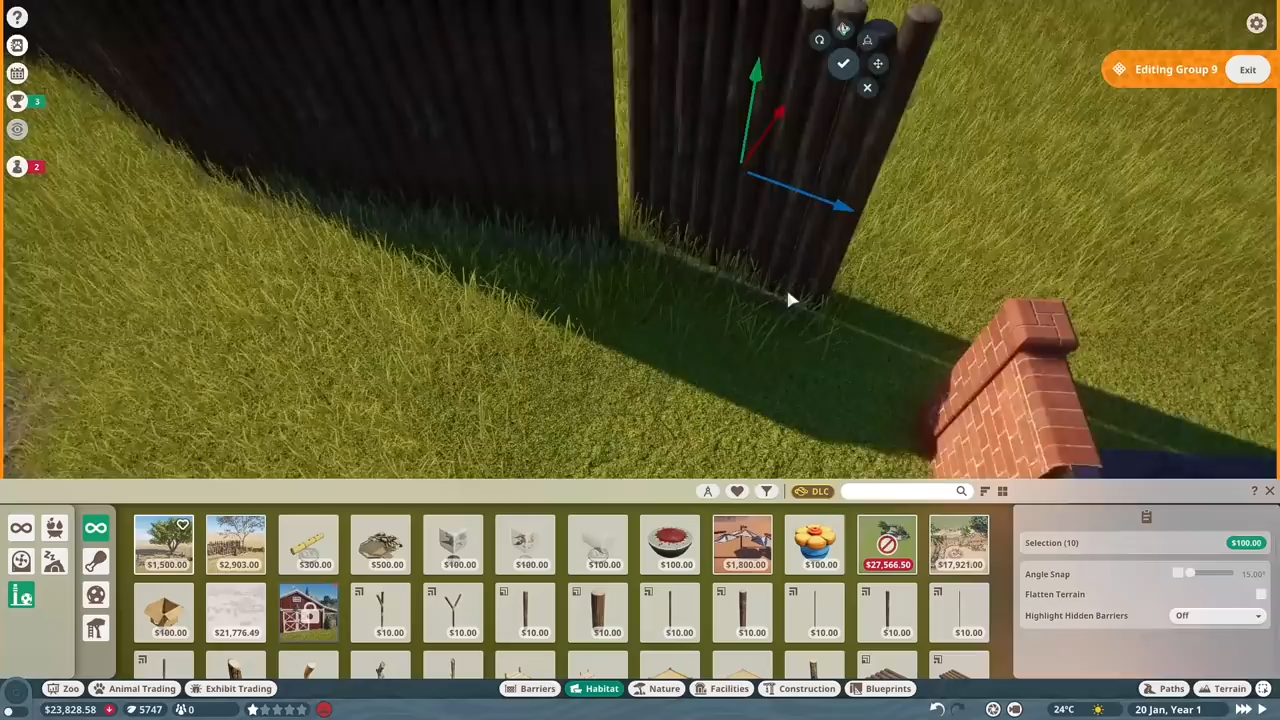 ?
3
2
Editing Group 9 Exit
DLC
? ×
$1,500.00 $2,903.00 $300.00 $500.00 $100.00 $100.00 $100.00 $100.00 $1,800.00 $100.00 $27,566.50 $17,921.00
$100.00 $21,776.49 $10.00 $10.00 $10.00 $10.00 $10.00 $10.00 $10.00 $10.00 $10.00
Selection (10) $100.00
Angle Snap 15.00°
Flatten Terrain
Highlight Hidden Barriers Off
Zoo Animal Trading Exhibit Trading Barriers Habitat Nature Facilities Construction Blueprints Paths Terrain
$23,828.58 5747 0 24°C 20 Jan, Year 1